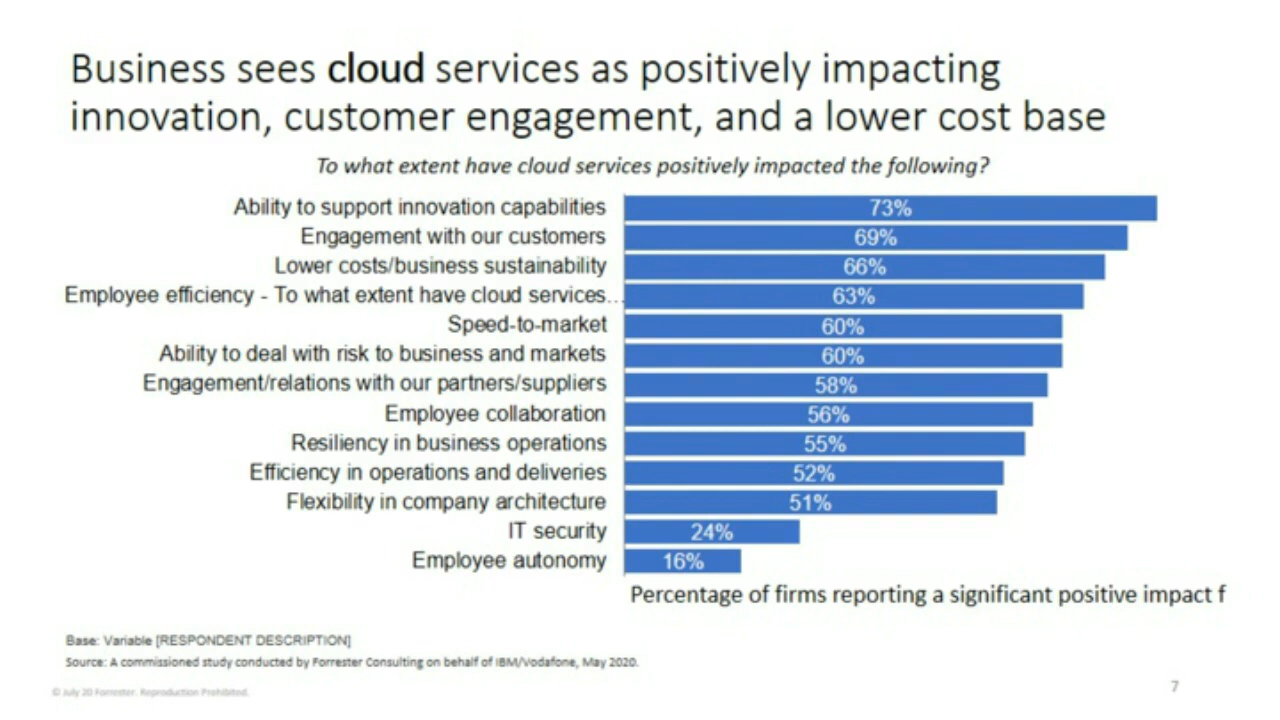 Business sees cloud services as positively impacting
innovation, customer engagement, and a lower cost base
To what extent have cloud services positively impacted the following?
Ability to support innovation capabilities 73%
Engagement with our customers 69%
Lower costs/business sustainability 66%
Employee efficiency - To what extent have cloud services... 63%
Speed-to-market 60%
Ability to deal with risk to business and markets 60%
Engagement/relations with our partners/suppliers 58%
Employee collaboration 56%
Resiliency in business operations 55%
Efficiency in operations and deliveries 52%
Flexibility in company architecture 51%
IT security 24%
Employee autonomy 16%
Percentage of firms reporting a significant positive impact f
Base: Variable [RESPONDENT DESCRIPTION]
Source: A commissioned study conducted by Forrester Consulting on behalf of IBM/Vodafone, May 2020.
© July 20 Forrester. Reproduction Prohibited.
7